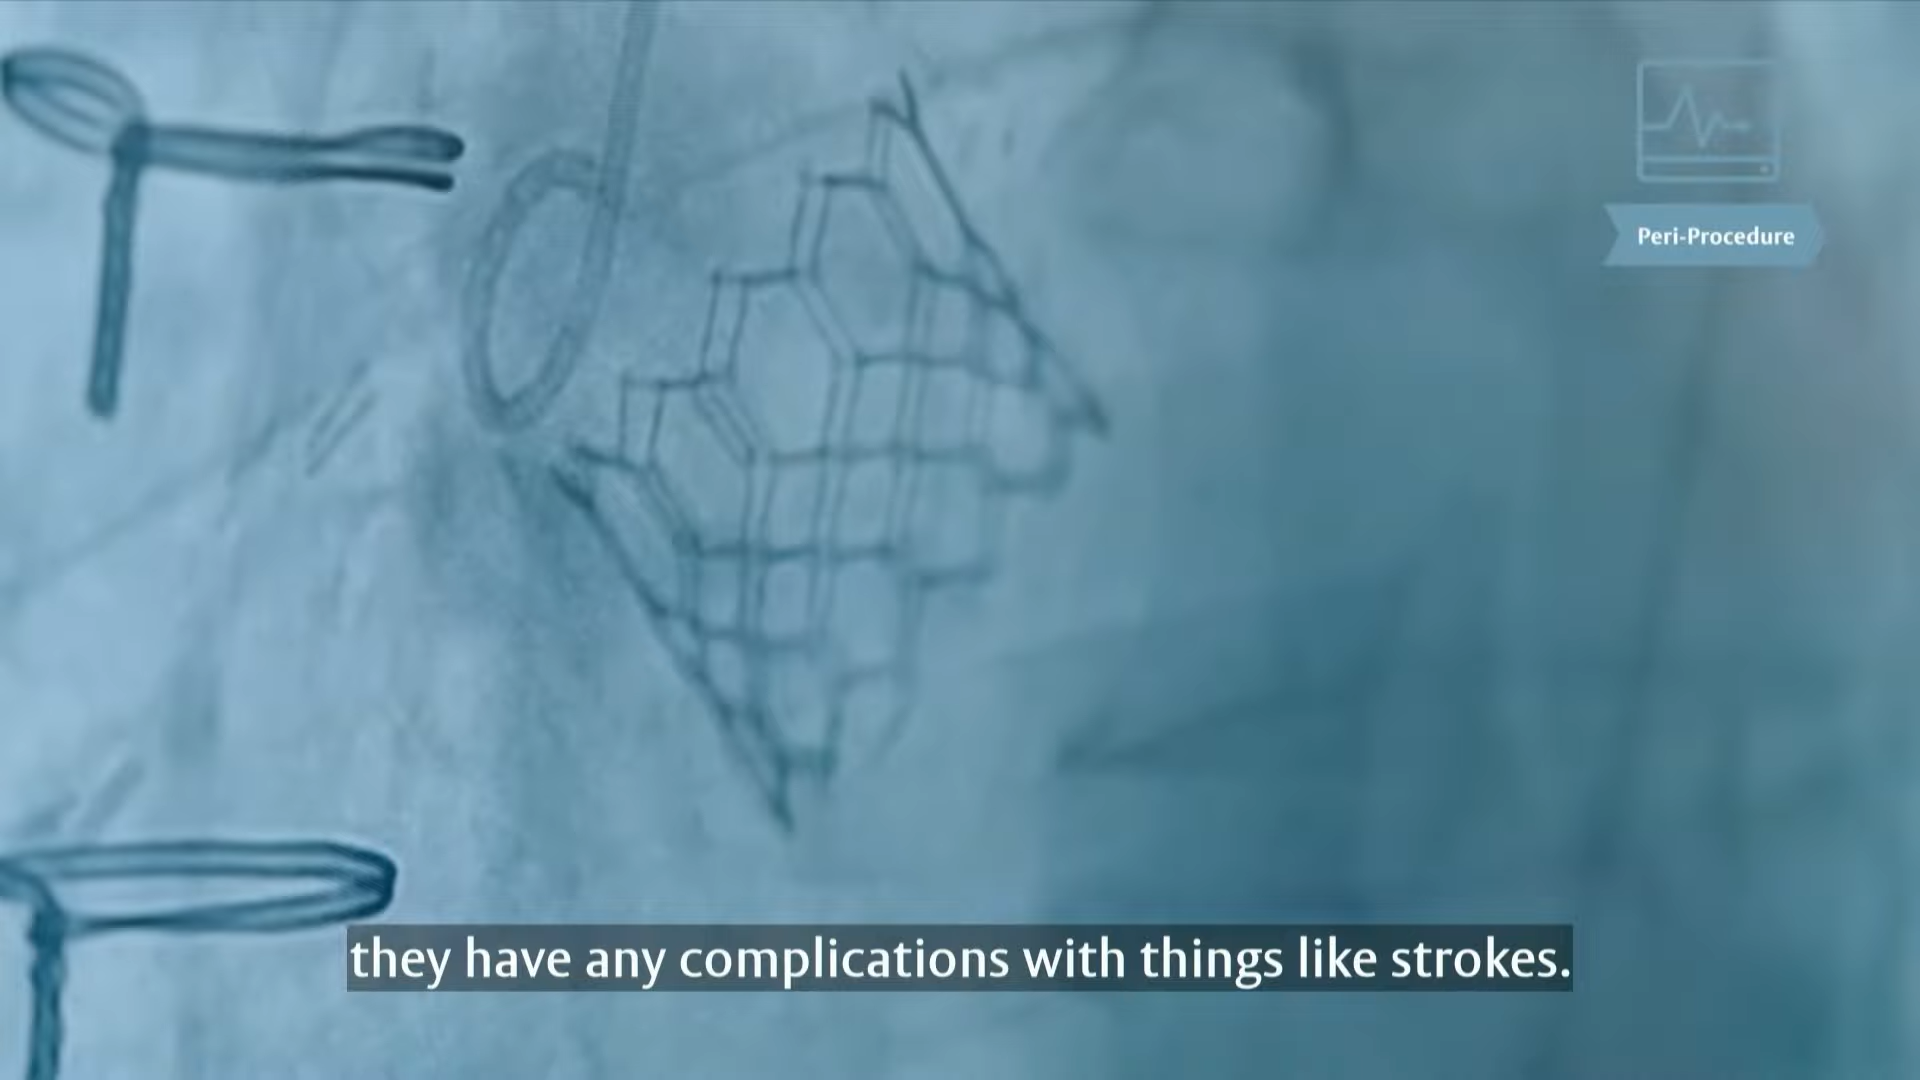 Peri-Procedure
they have any complications with things like strokes.